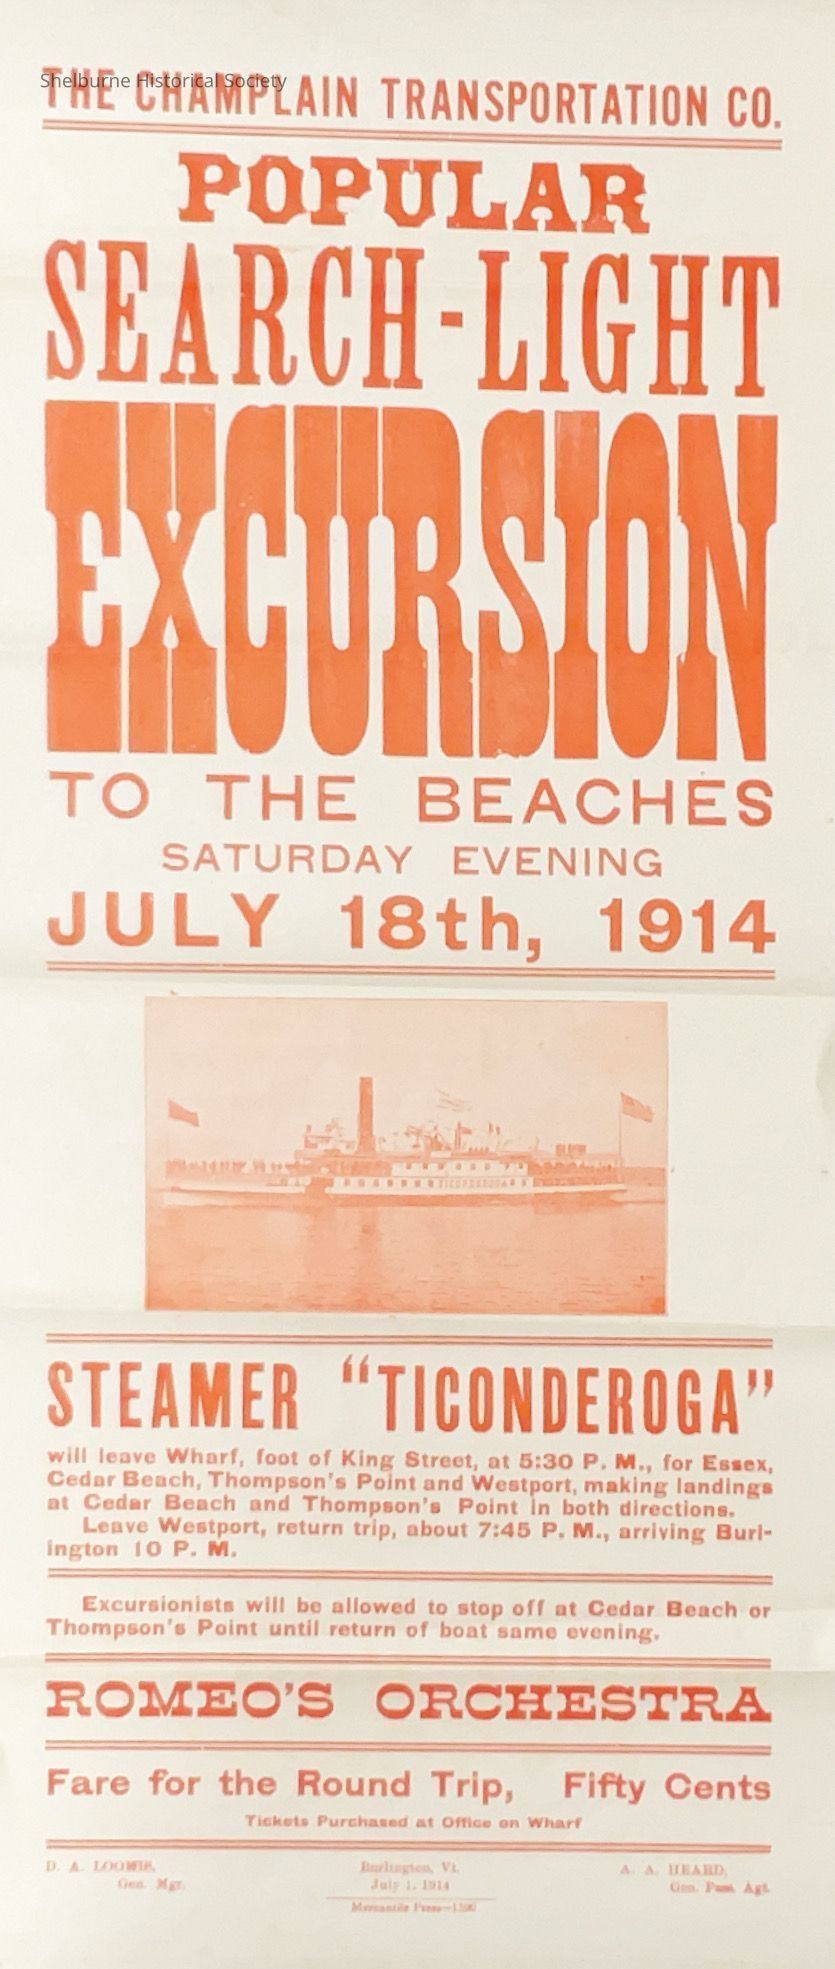 Shelburne Historical Society
THE CHAMPLAIN TRANSPORTATION CO.
POPULAR
SEARCH-LIGHT
EXCURSION
TO THE BEACHES
SATURDAY EVENING
JULY 18th, 1914
TICONDEROGA
STEAMER "TICONDEROGA"
will leave Wharf, foot of King Street, at 5:30 P. M., for Essex,
Cedar Beach, Thompson's Point and Westport, making landings
at Cedar Beach and Thompson's Point in both directions.
Leave Westport, return trip, about 7:45 P. M., arriving Burl-
ington 10 P. M.
Excursionists will be allowed to stop off at Cedar Beach or
Thompson's Point until return of boat same evening.
ROMEO'S ORCHESTRA
Fare for the Round Trip, Fifty Cents
Tickets Purchased at Office on Wharf
D. A. LOOMIS, Burlington, Vt. A. A. HEARD,
Gen. Mgr. July 1, 1914 Gen. Pass. Agt.
Mercantile Press